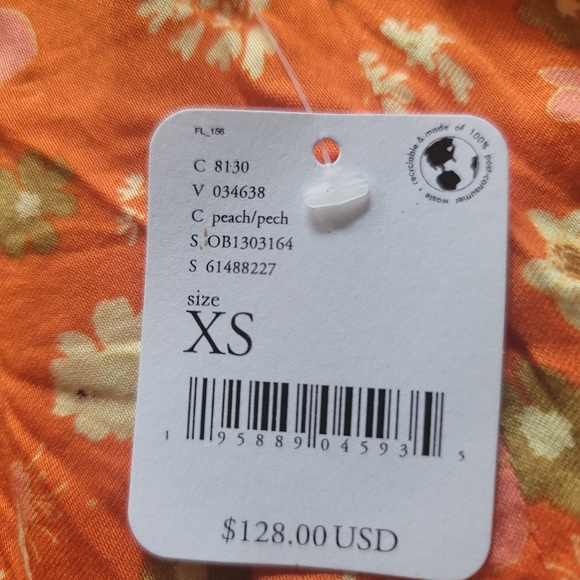 FL_156
recyclable & made of 100% post-consumer waste •
C 8130
V 034638
C peach/pech
S OB1303164
S 61488227
size
XS
1 95889 04593 5
$128.00 USD